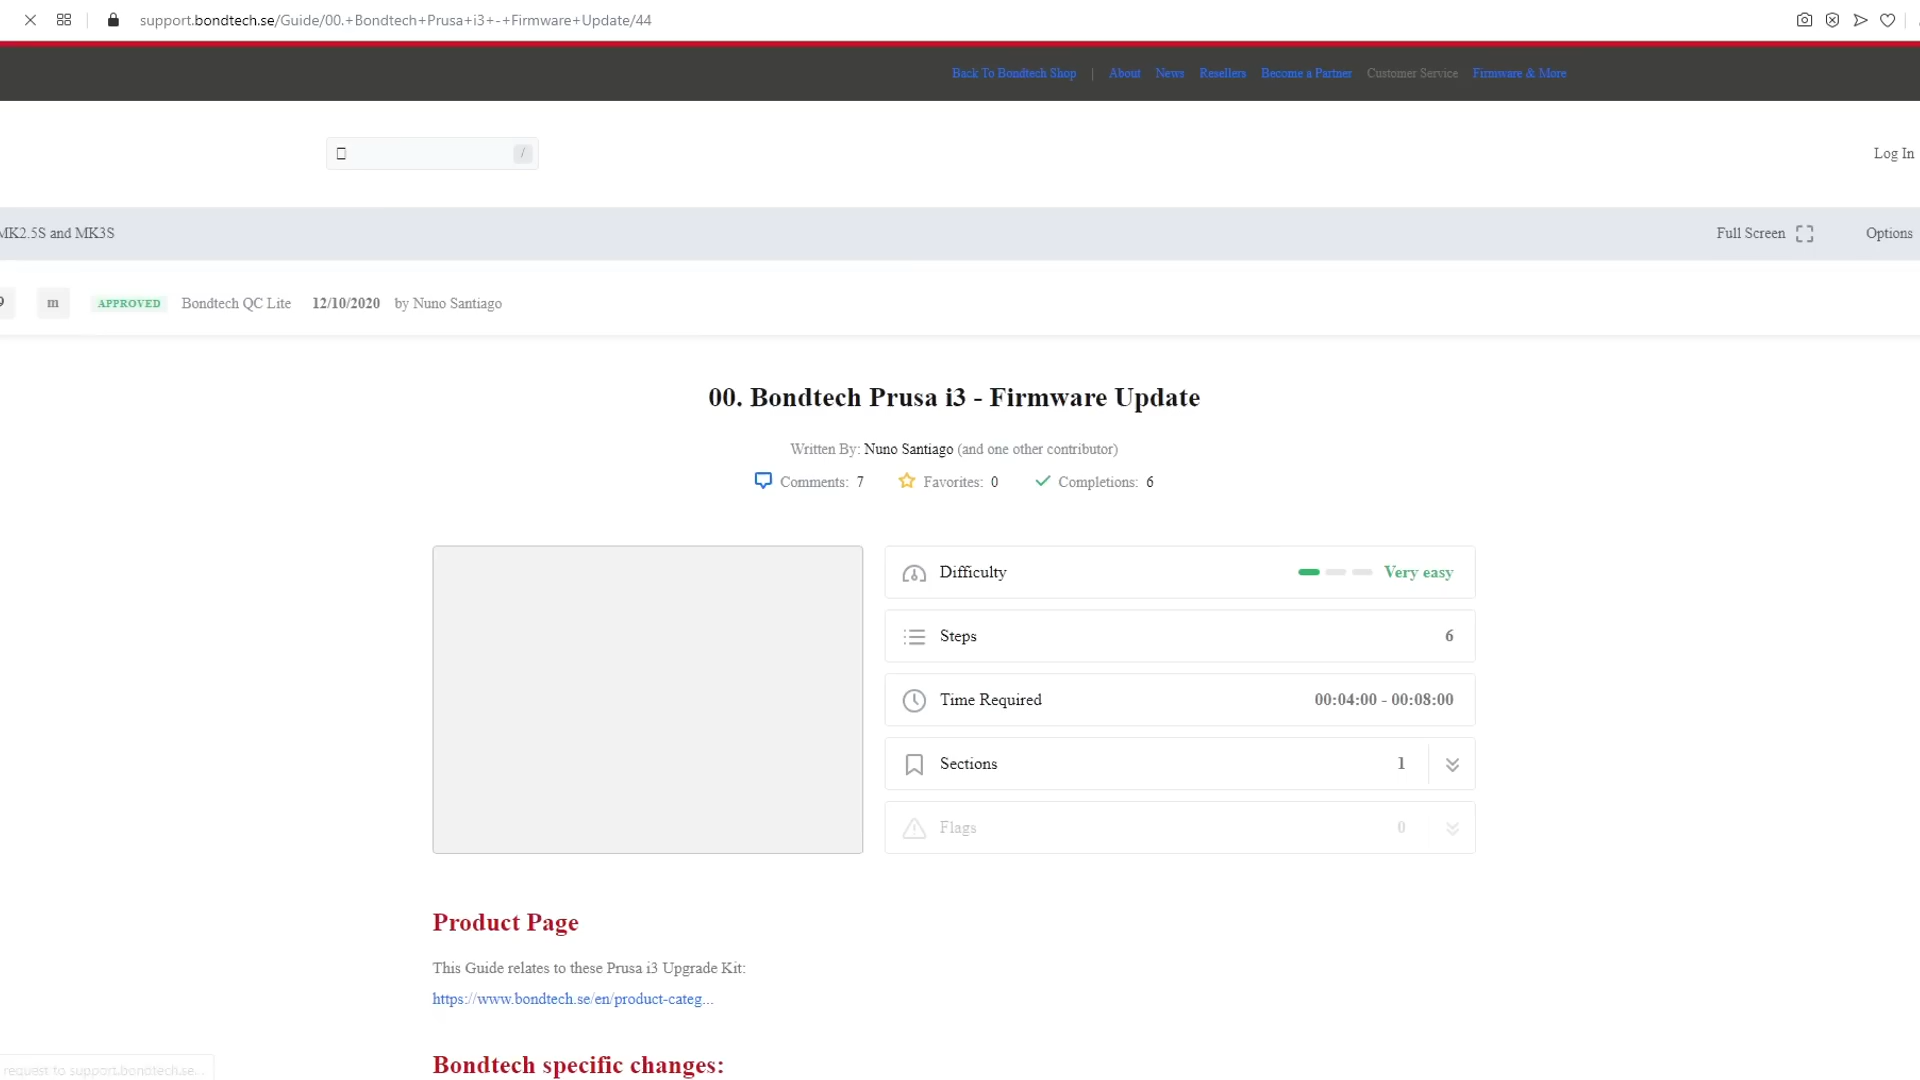 support.bondtech.se/Guide/00.+Bondtech+Prusa+i3+-+Firmware+Update/44
Back To Bondtech Shop | About News Resellers Become a Partner Customer Service Firmware & More
/
Log In
MK2.5S and MK3S
Full Screen
Options
m APPROVED Bondtech QC Lite 12/10/2020 by Nuno Santiago
00. Bondtech Prusa i3 - Firmware Update
Written By: Nuno Santiago (and one other contributor)
Comments: 7 Favorites: 0 Completions: 6
Difficulty Very easy
Steps 6
Time Required 00:04:00 - 00:08:00
Sections 1
Flags 0
Product Page
This Guide relates to these Prusa i3 Upgrade Kit:
https://www.bondtech.se/en/product-categ...
Bondtech specific changes:
request to support.bondtech.se...